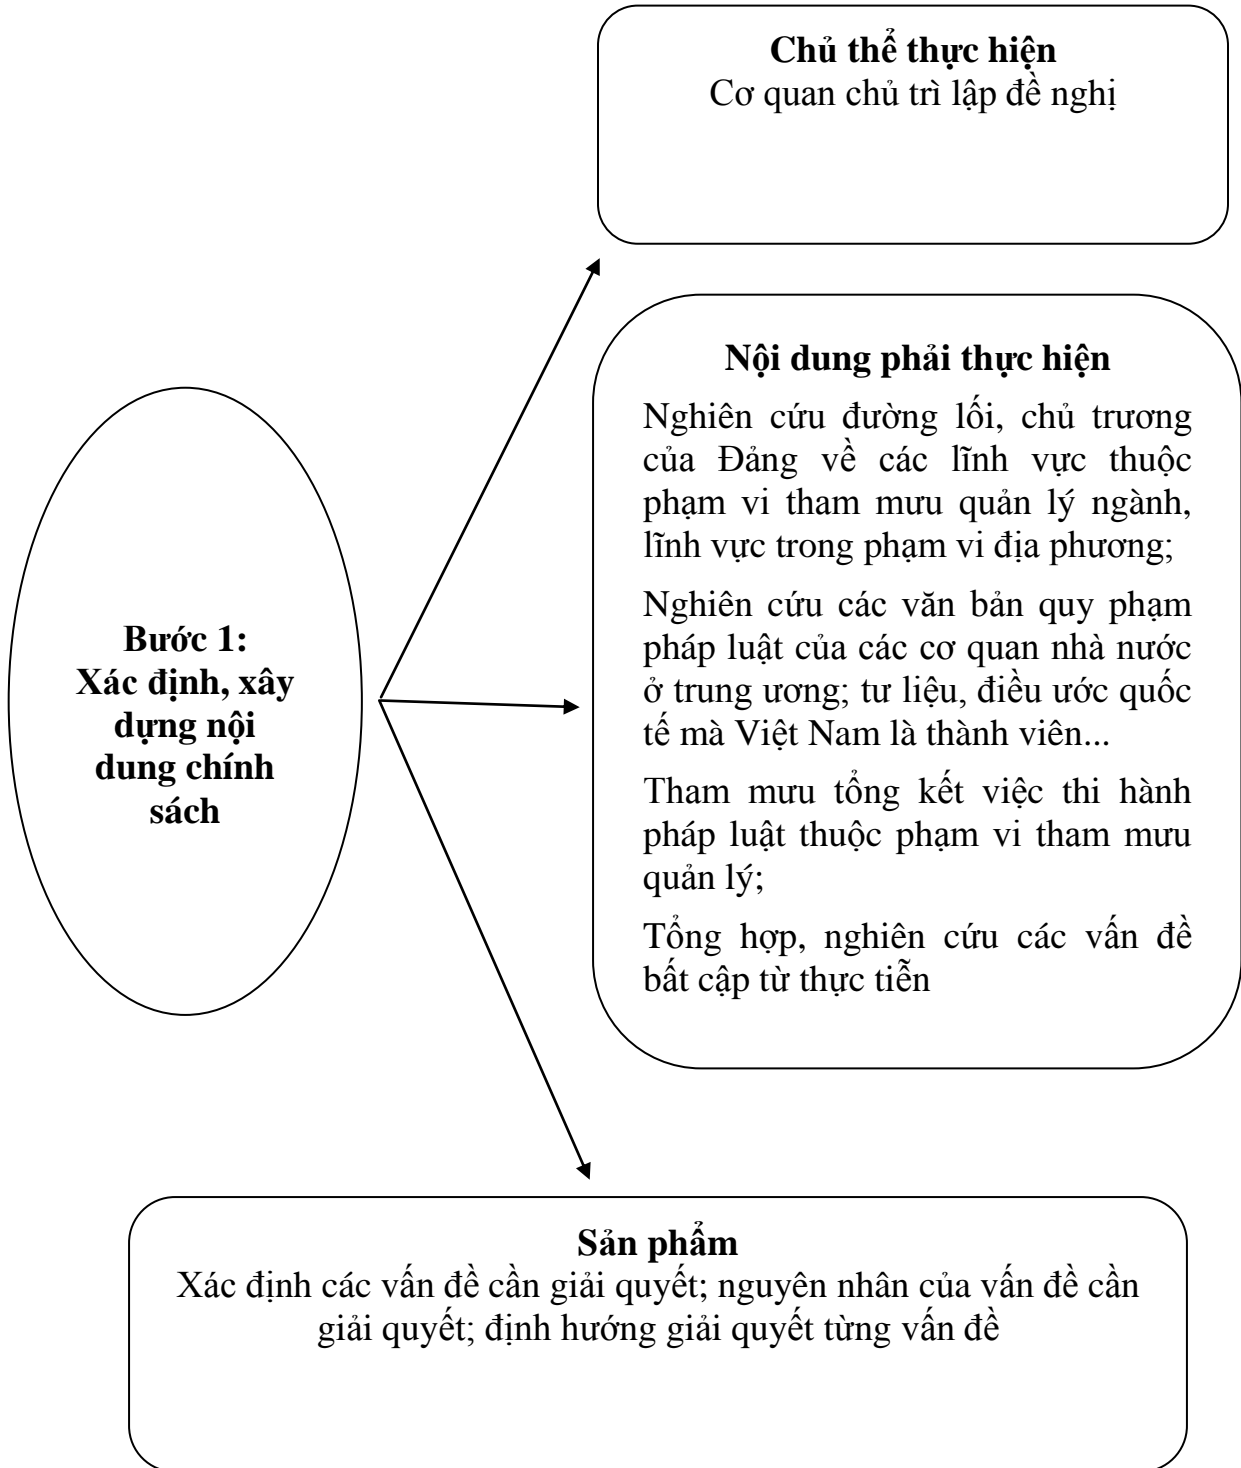 Chủ thể thực hiện
Cơ quan chủ trì lập đề nghị
Nội dung phải thực hiện
Nghiên cứu đường lối, chủ trương
của Đảng về các lĩnh vực thuộc
phạm vi tham mưu quản lý ngành,
lĩnh vực trong phạm vi địa phương;
Nghiên cứu các văn bản quy phạm
pháp luật của các cơ quan nhà nước
ở trung ương; tư liệu, điều ước quốc
tế mà Việt Nam là thành viên...
Tham mưu tổng kết việc thi hành
pháp luật thuộc phạm vi tham mưu
quản lý;
Tổng hợp, nghiên cứu các vấn đề
bất cập từ thực tiễn
Bước 1:
Xác định, xây
dựng nội
dung chính
sách
Sản phẩm
Xác định các vấn đề cần giải quyết; nguyên nhân của vấn đề cần
giải quyết; định hướng giải quyết từng vấn đề